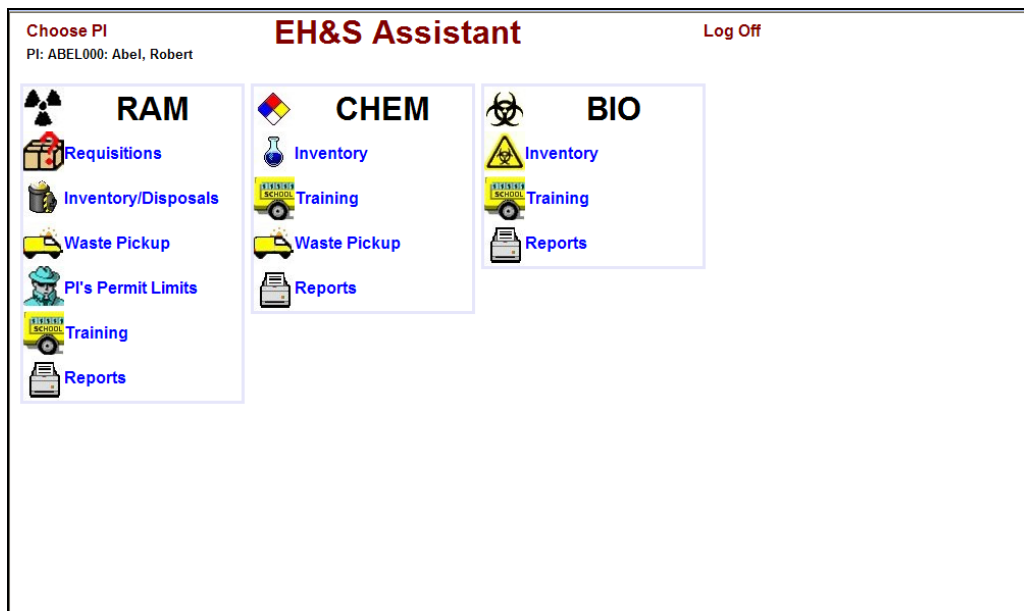 Choose PI
EH&S Assistant
Log Off
PI: ABEL000: Abel, Robert
RAM
Requisitions
Inventory/Disposals
Waste Pickup
PI's Permit Limits
SCHOOL
Training
Reports
CHEM
Inventory
SCHOOL
Training
Waste Pickup
Reports
BIO
Inventory
SCHOOL
Training
Reports